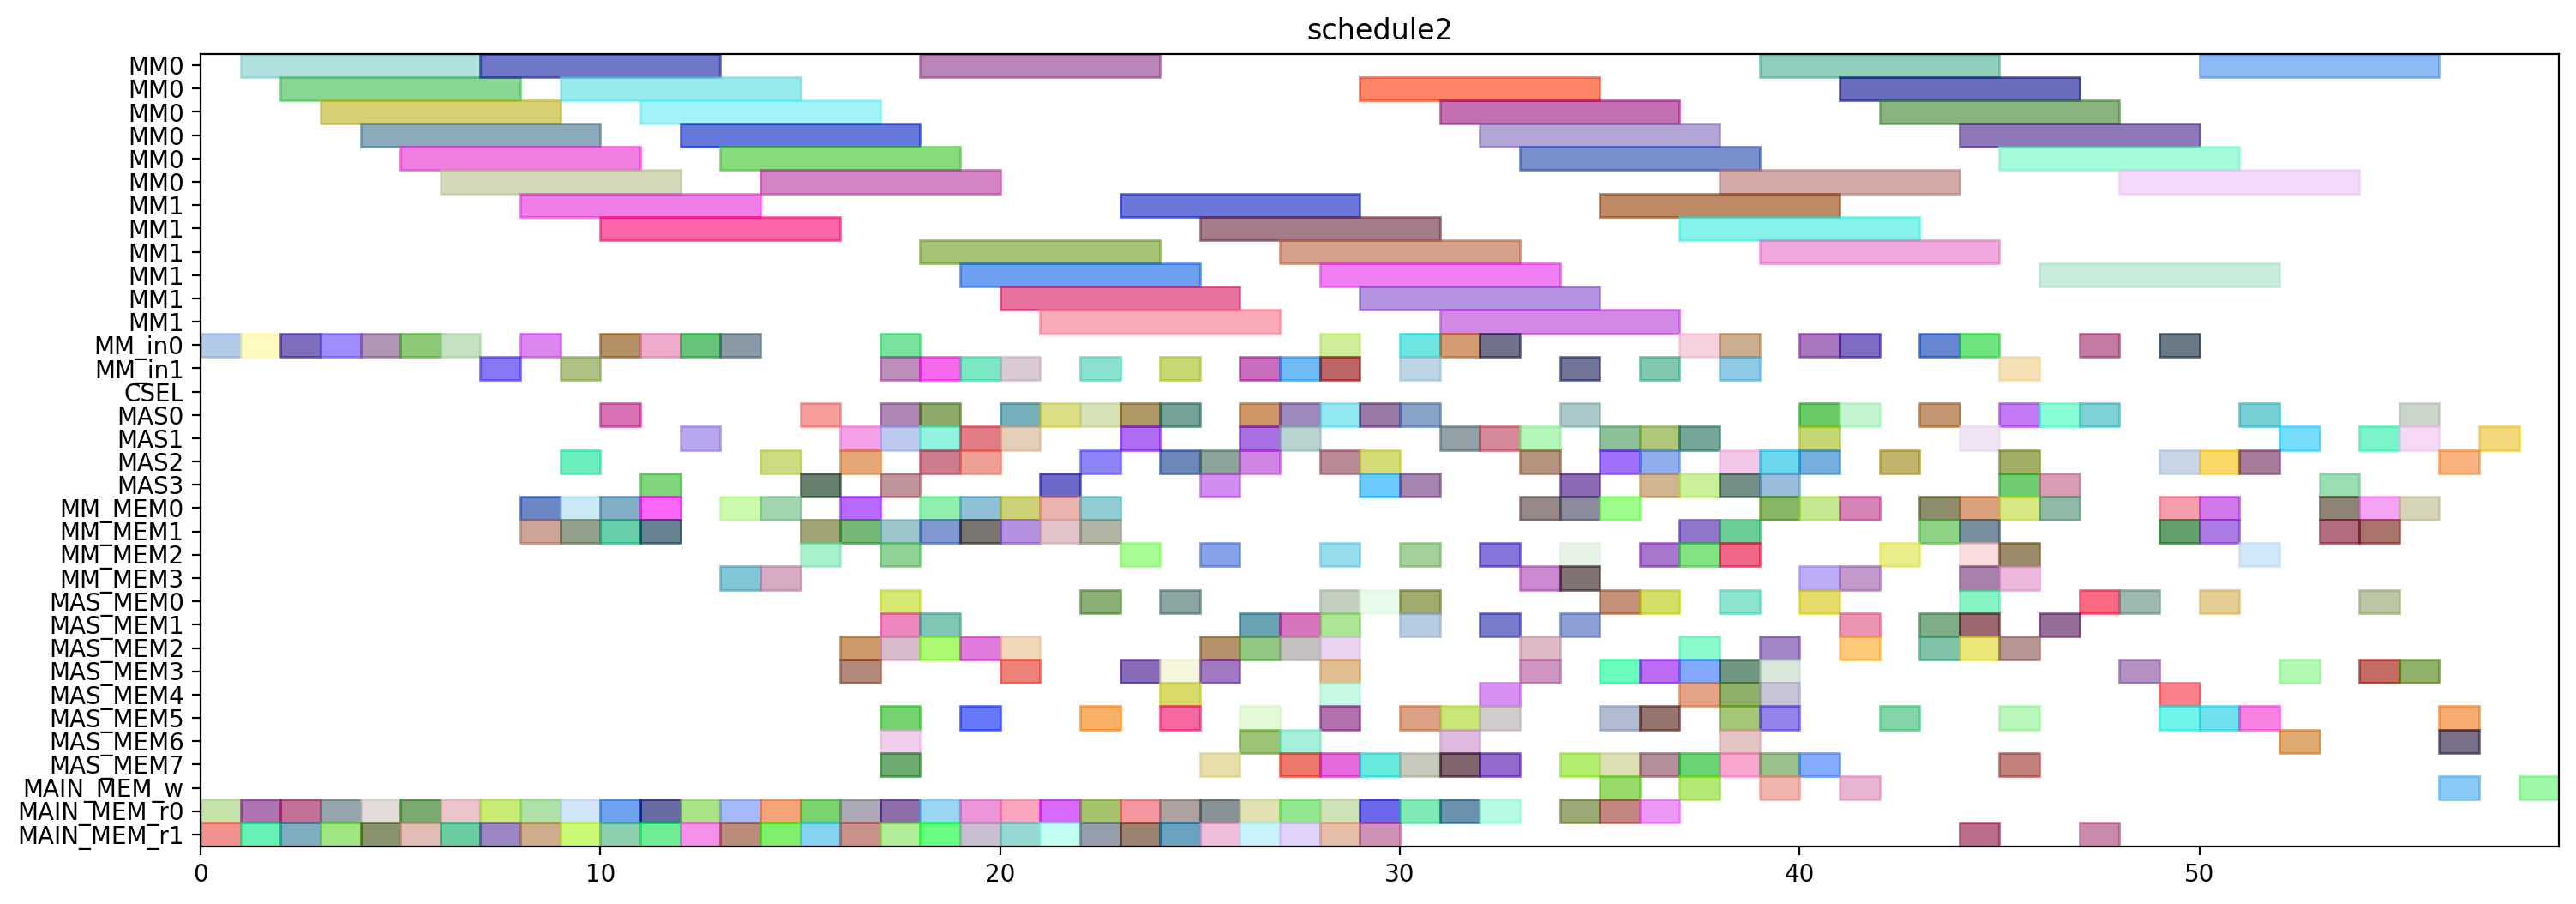 schedule2
MM0
MM0
MM0
MM0
MM0
MM0
MM1
MM1
MM1
MM1
MM1
MM1
MM_in0
MM_in1
CSEL
MAS0
MAS1
MAS2
MAS3
MM_MEM0
MM_MEM1
MM_MEM2
MM_MEM3
MAS_MEM0
MAS_MEM1
MAS_MEM2
MAS_MEM3
MAS_MEM4
MAS_MEM5
MAS_MEM6
MAS_MEM7
MAIN_MEM_w
MAIN_MEM_r0
MAIN_MEM_r1
0 10 20 30 40 50